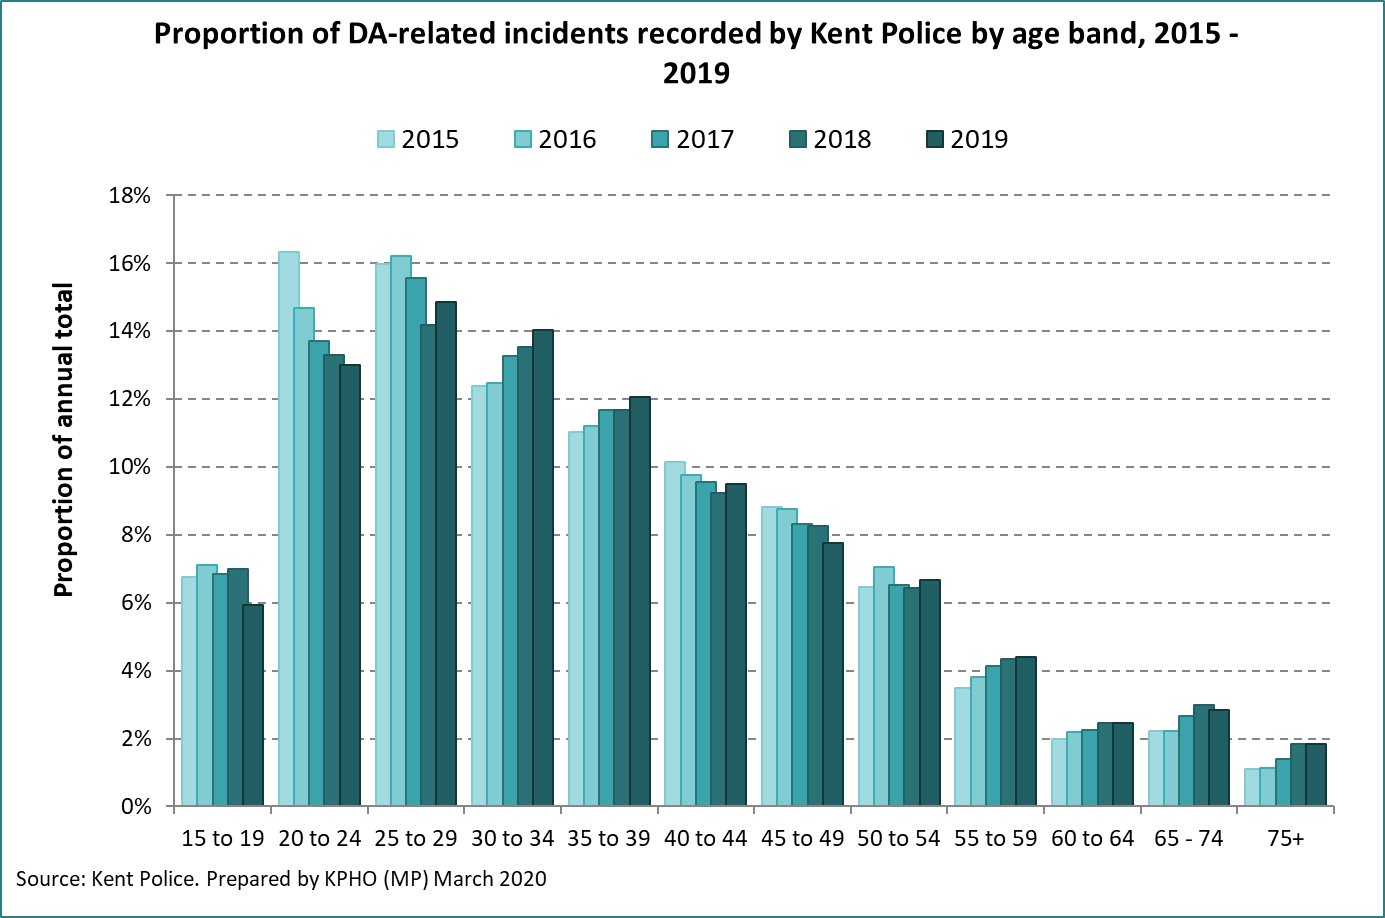 Proportion of DA-related incidents recorded by Kent Police by age band, 2015 -
2019
2015 2016 2017 2018 2019
18%
16%
14%
12%
10%
8%
6%
4%
2%
0%
Proportion of annual total
15 to 19 20 to 24 25 to 29 30 to 34 35 to 39 40 to 44 45 to 49 50 to 54 55 to 59 60 to 64 65 - 74 75+
Source: Kent Police. Prepared by KPHO (MP) March 2020